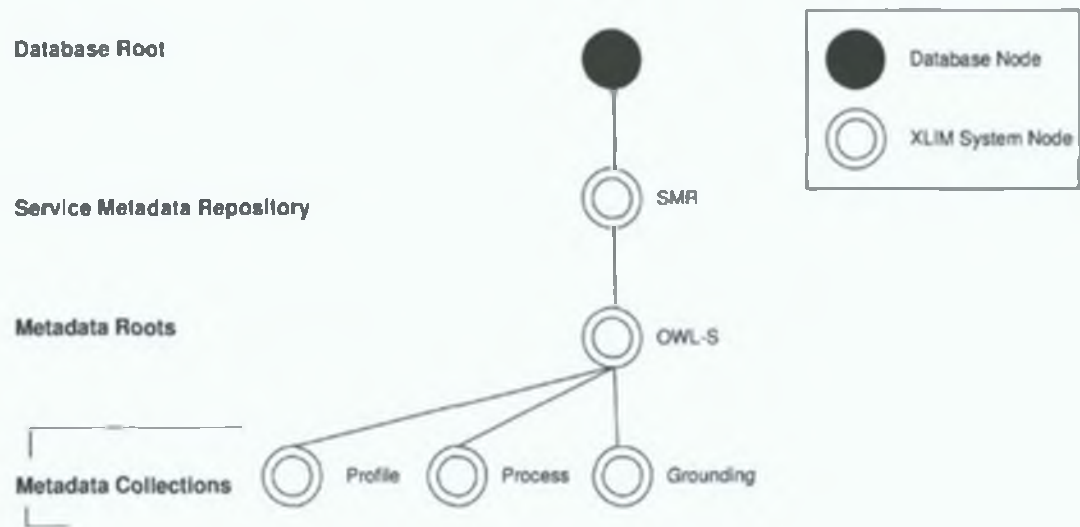 Database Root
Database Node
XLIM System Node
Service Metadata Repository
SMR
Metadata Roots
OWL-S
Metadata Collections
Profile
Process
Grounding